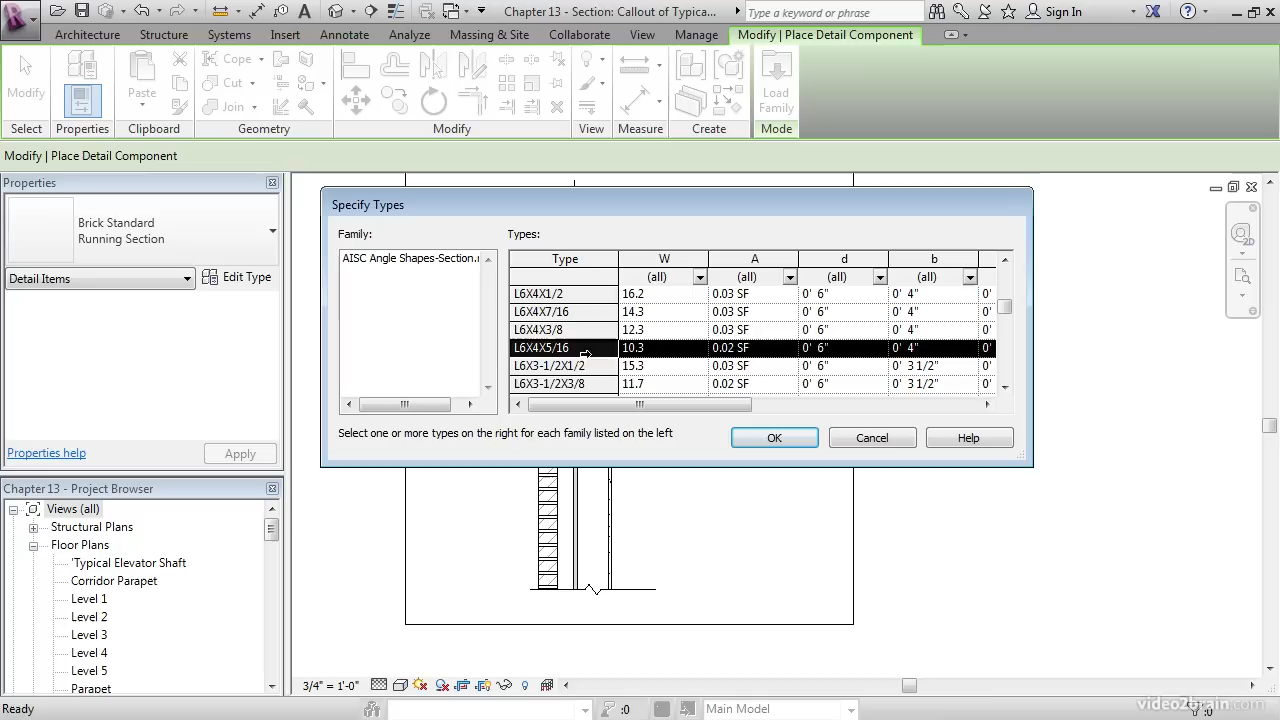 Chapter 13 - Section: Callout of Typica...
Type a keyword or phrase
Sign In
Architecture
Structure
Systems
Insert
Annotate
Analyze
Massing & Site
Collaborate
View
Manage
Modify | Place Detail Component
Modify
Paste
Cope
Cut
Join
Load
Family
Select
Properties
Clipboard
Geometry
Modify
View
Measure
Create
Mode
Modify | Place Detail Component
Properties
Brick Standard
Running Section
Detail Items
Edit Type
Properties help
Apply
Chapter 13 - Project Browser
Views (all)
Structural Plans
Floor Plans
'Typical Elevator Shaft
Corridor Parapet
Level 1
Level 2
Level 3
Level 4
Level 5
Parapet
Specify Types
Family:
Types:
AISC Angle Shapes-Section.r
Type W A d b
(all) (all) (all) (all)
L6X4X1/2 16.2 0.03 SF 0' 6" 0' 4" 0'
L6X4X7/16 14.3 0.03 SF 0' 6" 0' 4" 0'
L6X4X3/8 12.3 0.03 SF 0' 6" 0' 4" 0'
L6X4X5/16 10.3 0.02 SF 0' 6" 0' 4" 0'
L6X3-1/2X1/2 15.3 0.03 SF 0' 6" 0' 3 1/2" 0'
L6X3-1/2X3/8 11.7 0.02 SF 0' 6" 0' 3 1/2" 0'
Select one or more types on the right for each family listed on the left
OK
Cancel
Help
2D
3/4" = 1'-0"
Ready
:0
Main Model
:0
video2brain.com